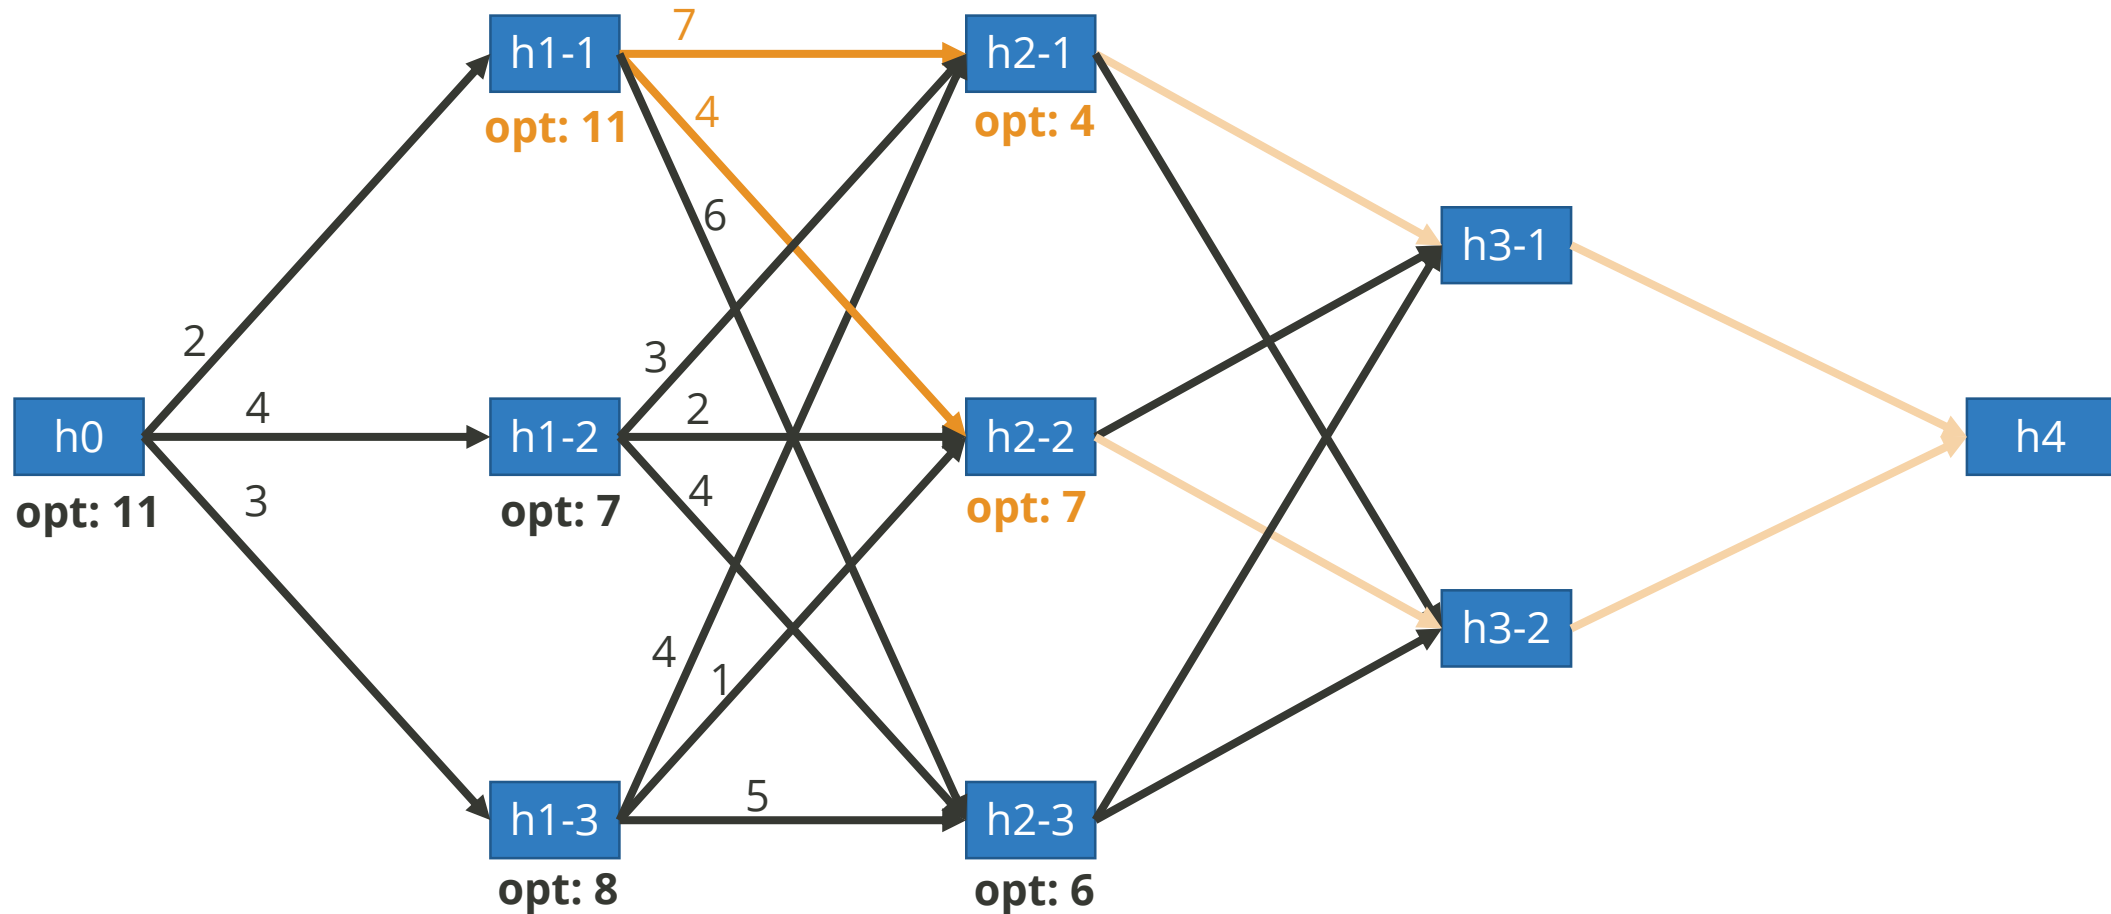 7
h1-1
h2-1
4
opt: 11
opt: 4
6
h3-1
2
3
4
2
h0
h1-2
h2-2
h4
3
4
opt: 11
opt: 7
opt: 7
h3-2
4
1
5
h1-3
h2-3
opt: 8
opt: 6